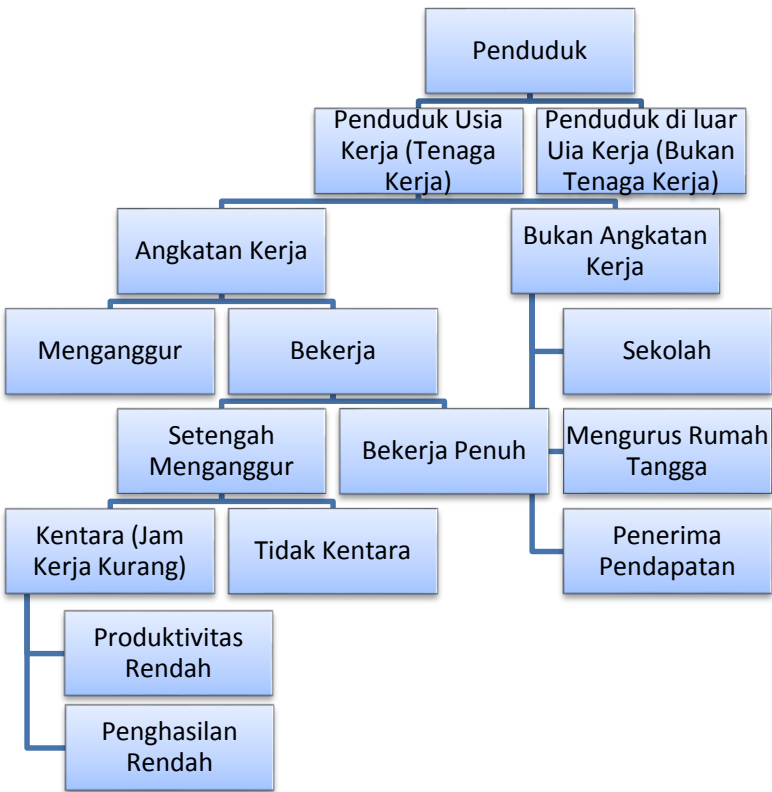 Penduduk
Penduduk Usia
Kerja (Tenaga
Kerja)
Penduduk di luar
Uia Kerja (Bukan
Tenaga Kerja)
Angkatan Kerja
Bukan Angkatan
Kerja
Menganggur
Bekerja
Sekolah
Setengah
Menganggur
Bekerja Penuh
Mengurus Rumah
Tangga
Kentara (Jam
Kerja Kurang)
Tidak Kentara
Penerima
Pendapatan
Produktivitas
Rendah
Penghasilan
Rendah